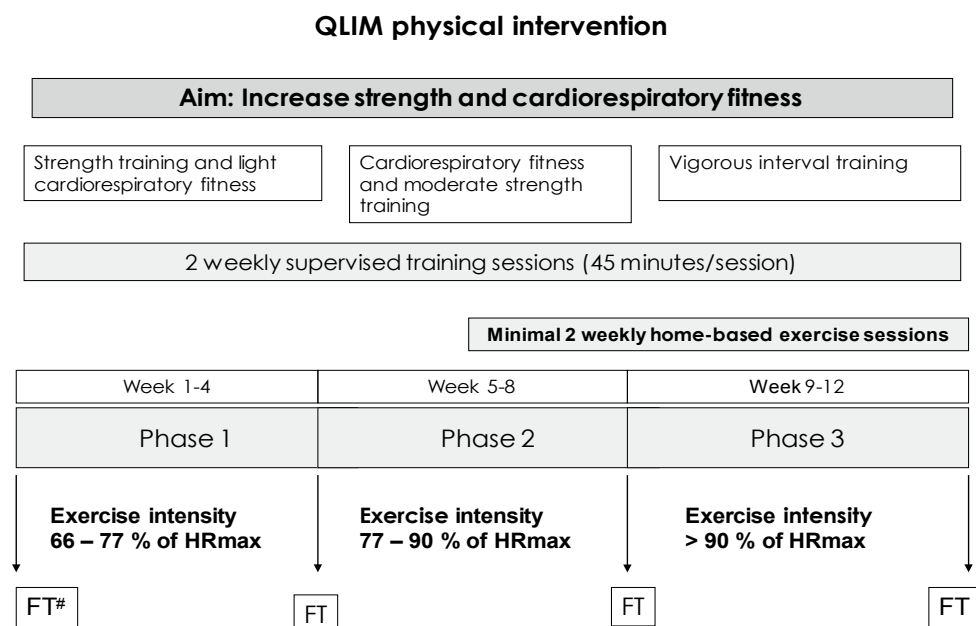 QLIM physical intervention
Aim: Increase strength and cardiorespiratory fitness
Strength training and light
cardiorespiratory fitness
Cardiorespiratory fitness
and moderate strength
training
Vigorous interval training
2 weekly supervised training sessions (45 minutes/session)
Minimal 2 weekly home-based exercise sessions
Week 1-4
Week 5-8
Week 9-12
Phase 1
Phase 2
Phase 3
Exercise intensity
66 – 77 % of HRmax
Exercise intensity
77 – 90 % of HRmax
Exercise intensity
> 90 % of HRmax
FT#
FT
FT
FT